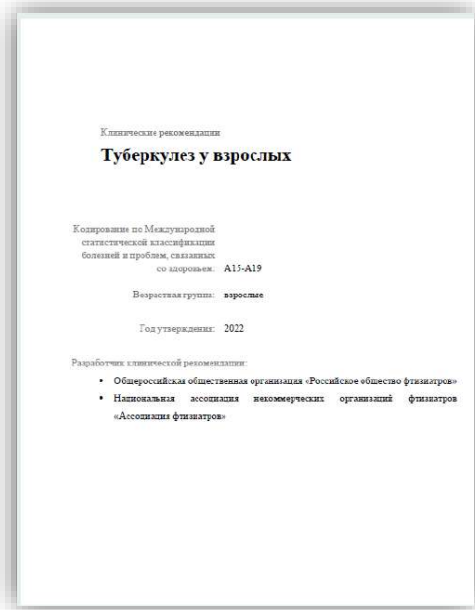 Клинические рекомендации
Туберкулез у взрослых
Кодирование по Международной
статистической классификации
болезней и проблем, связанных
со здоровьем: A15-A19
Возрастная группа: взрослые
Год утверждения: 2022
Разработчик клинической рекомендации:
• Общероссийская общественная организация «Российское общество фтизиатров»
• Национальная ассоциация некоммерческих организаций фтизиатров
«Ассоциация фтизиатров»